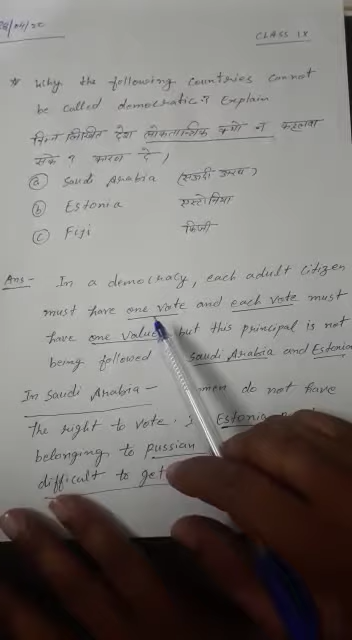 CLASS IX
* Why the following countries cannot
be called democratic? Explain
निम्नलिखित देश लोकतान्त्रिक क्यों न कहलवा
सके ? कारण दें,
(a) Saudi Arabia (सऊदी अरब)
(b) Estonia एस्टोनिया
(c) Fiji फिजी
Ans- In a democracy, each adult citizen
must have one vote and each vote must
have one value, but this principal is not
being followed Saudi Arabia and Estonia
In Saudi Arabia - men do not have
the right to vote. Estonia
belonging to Russian
difficult to get